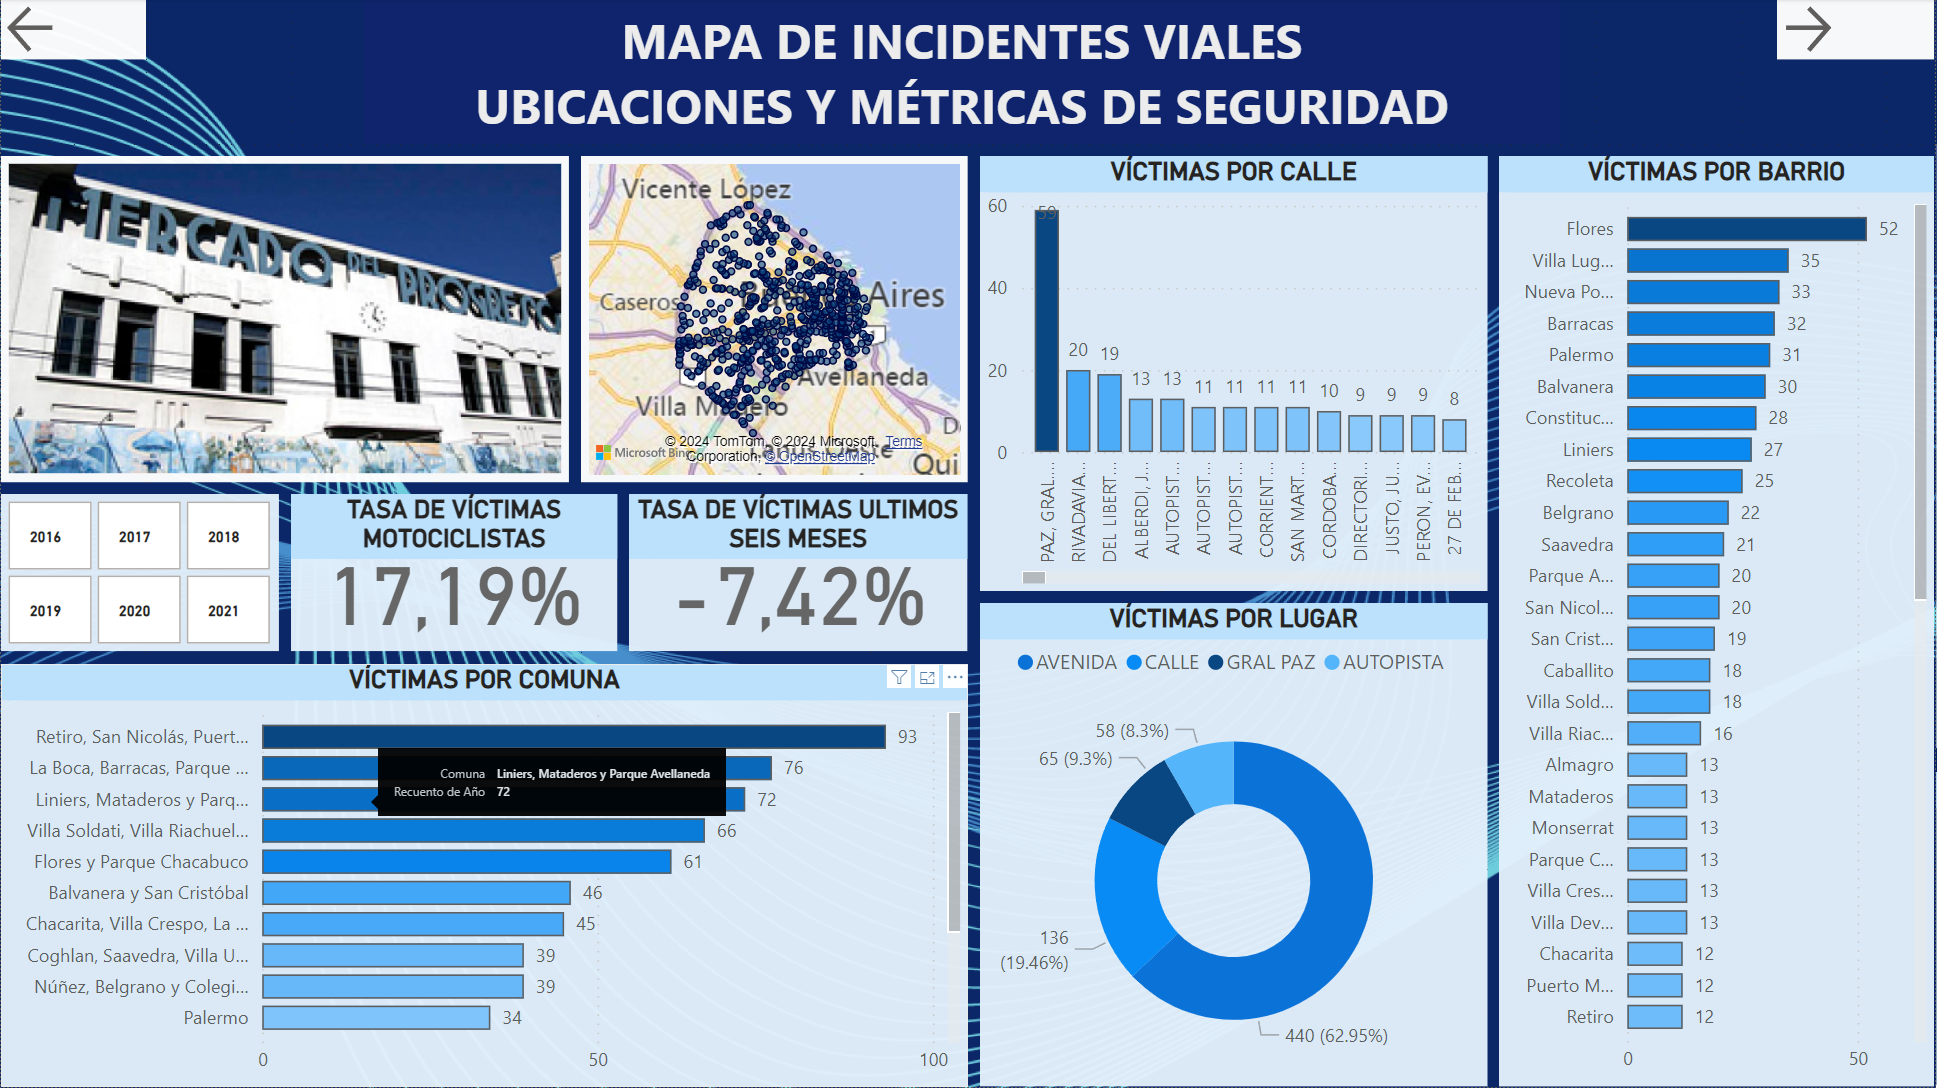 MAPA DE INCIDENTES VIALES
UBICACIONES Y MÉTRICAS DE SEGURIDAD
MERCADO DEL PROGRESO
Vicente López
Caseros
Aires
Avellaneda
Villa Madero
Microsoft Bing
© 2024 TomTom, © 2024 Microsoft Corporation, © OpenStreetMap Terms
Qui
2016
2017
2018
2019
2020
2021
TASA DE VÍCTIMAS
MOTOCICLISTAS
17,19%
TASA DE VÍCTIMAS ULTIMOS
SEIS MESES
-7,42%
VÍCTIMAS POR COMUNA
Retiro, San Nicolás, Puert... 93
La Boca, Barracas, Parque ... 76
Liniers, Mataderos y Parq... 72
Villa Soldati, Villa Riachuel... 66
Flores y Parque Chacabuco 61
Balvanera y San Cristóbal 46
Chacarita, Villa Crespo, La ... 45
Coghlan, Saavedra, Villa U... 39
Núñez, Belgrano y Colegi... 39
Palermo 34
0 50 100
Comuna Liniers, Mataderos y Parque Avellaneda
Recuento de Año 72
VÍCTIMAS POR CALLE
60
40
20
0
59
20
19
13
13
11
11
11
11
10
9
9
9
8
PAZ, GRAL...
RIVADAVIA...
DEL LIBERT...
ALBERDI, J...
AUTOPIST...
AUTOPIST...
AUTOPIST...
CORRIENT...
SAN MART...
CORDOBA...
DIRECTORI...
JUSTO, JU...
PERON, EV...
27 DE FEB...
VÍCTIMAS POR LUGAR
AVENIDA CALLE GRAL PAZ AUTOPISTA
58 (8.3%)
65 (9.3%)
136
(19.46%)
440 (62.95%)
VÍCTIMAS POR BARRIO
Flores 52
Villa Lug... 35
Nueva Po... 33
Barracas 32
Palermo 31
Balvanera 30
Constituc... 28
Liniers 27
Recoleta 25
Belgrano 22
Saavedra 21
Parque A... 20
San Nicol... 20
San Crist... 19
Caballito 18
Villa Sold... 18
Villa Riac... 16
Almagro 13
Mataderos 13
Monserrat 13
Parque C... 13
Villa Cres... 13
Villa Dev... 13
Chacarita 12
Puerto M... 12
Retiro 12
0 50